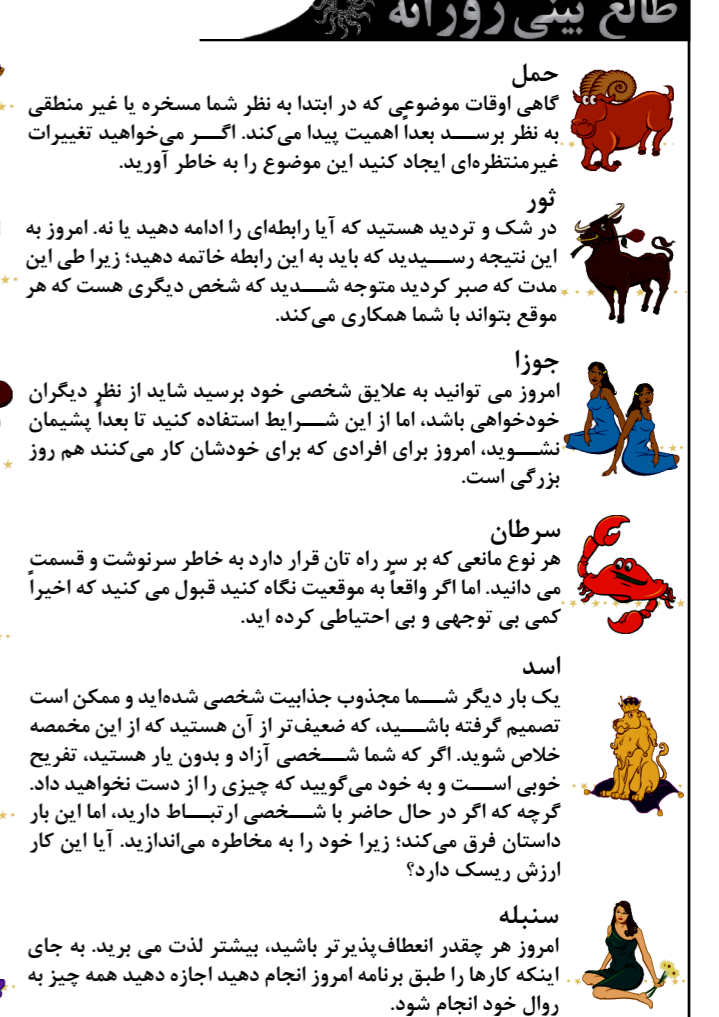 طالع بینی روزانه
حمل
گاهی اوقات موضوعی که در ابتدا به نظر شما مسخره یا غیر منطقی
به نظر برسد بعداً اهمیت پیدا می‌کند. اگر می‌خواهید تغییرات
غیرمنتظره‌ای ایجاد کنید این موضوع را به خاطر آورید.
ثور
در شک و تردید هستید که آیا رابطه‌ای را ادامه دهید یا نه. امروز به
این نتیجه رسیدید که باید به این رابطه خاتمه دهید؛ زیرا طی این
مدت که صبر کردید متوجه شدید که شخص دیگری هست که هر
موقع بتواند با شما همکاری می‌کند.
جوزا
امروز می توانید به علایق شخصی خود برسید شاید از نظر دیگران
خودخواهی باشد، اما از این شرایط استفاده کنید تا بعداً پشیمان
نشوید، امروز برای افرادی که برای خودشان کار می‌کنند هم روز
بزرگی است.
سرطان
هر نوع مانعی که بر سر راه تان قرار دارد به خاطر سرنوشت و قسمت
می دانید. اما اگر واقعاً به موقعیت نگاه کنید قبول می کنید که اخیراً
کمی بی توجهی و بی احتیاطی کرده اید.
اسد
یک بار دیگر شما مجذوب جذابیت شخصی شده‌اید و ممکن است
تصمیم گرفته باشید، که ضعیف‌تر از آن هستید که از این مخمصه
خلاص شوید. اگر که شما شخصی آزاد و بدون یار هستید، تفریح
خوبی است و به خود می‌گویید که چیزی را از دست نخواهید داد.
گرچه که اگر در حال حاضر با شخصی ارتباط دارید، اما این بار
داستان فرق می‌کند؛ زیرا خود را به مخاطره می‌اندازید. آیا این کار
ارزش ریسک دارد؟
سنبله
امروز هر چقدر انعطاف‌پذیرتر باشید، بیشتر لذت می برید. به جای
اینکه کارها را طبق برنامه امروز انجام دهید اجازه دهید همه چیز به
روال خود انجام شود.